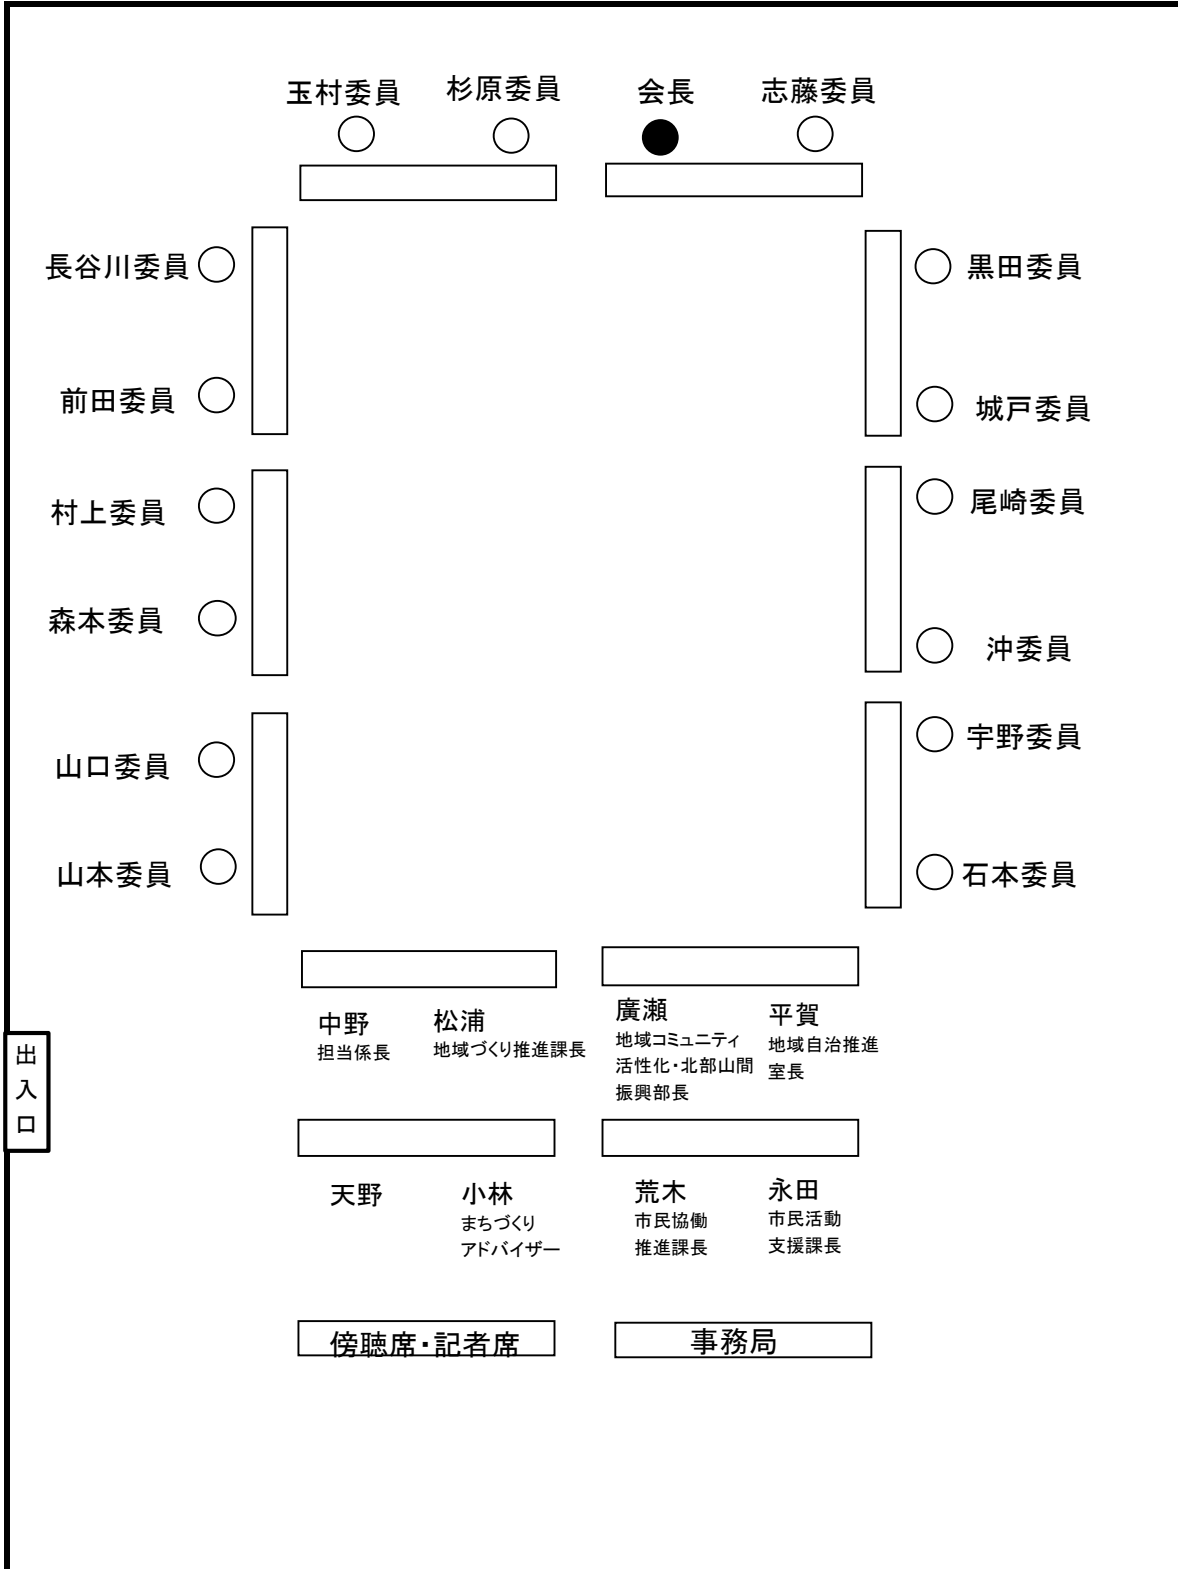 玉村委員
杉原委員
会長
志藤委員
長谷川委員
黒田委員
前田委員
城戸委員
村上委員
尾崎委員
森本委員
沖委員
山口委員
宇野委員
山本委員
石本委員
中野
担当係長
松浦
地域づくり推進課長
廣瀬
地域コミュニティ
活性化・北部山間
振興部長
平賀
地域自治推進
室長
出
入
口
天野
小林
まちづくり
アドバイザー
荒木
市民協働
推進課長
永田
市民活動
支援課長
傍聴席・記者席
事務局